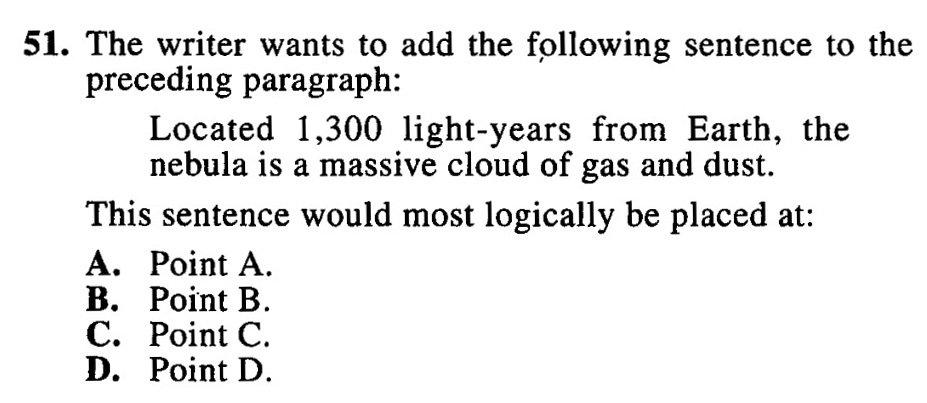 51. The writer wants to add the following sentence to the
preceding paragraph:
Located 1,300 light-years from Earth, the
nebula is a massive cloud of gas and dust.
This sentence would most logically be placed at:
A. Point A.
B. Point B.
C. Point C.
D. Point D.